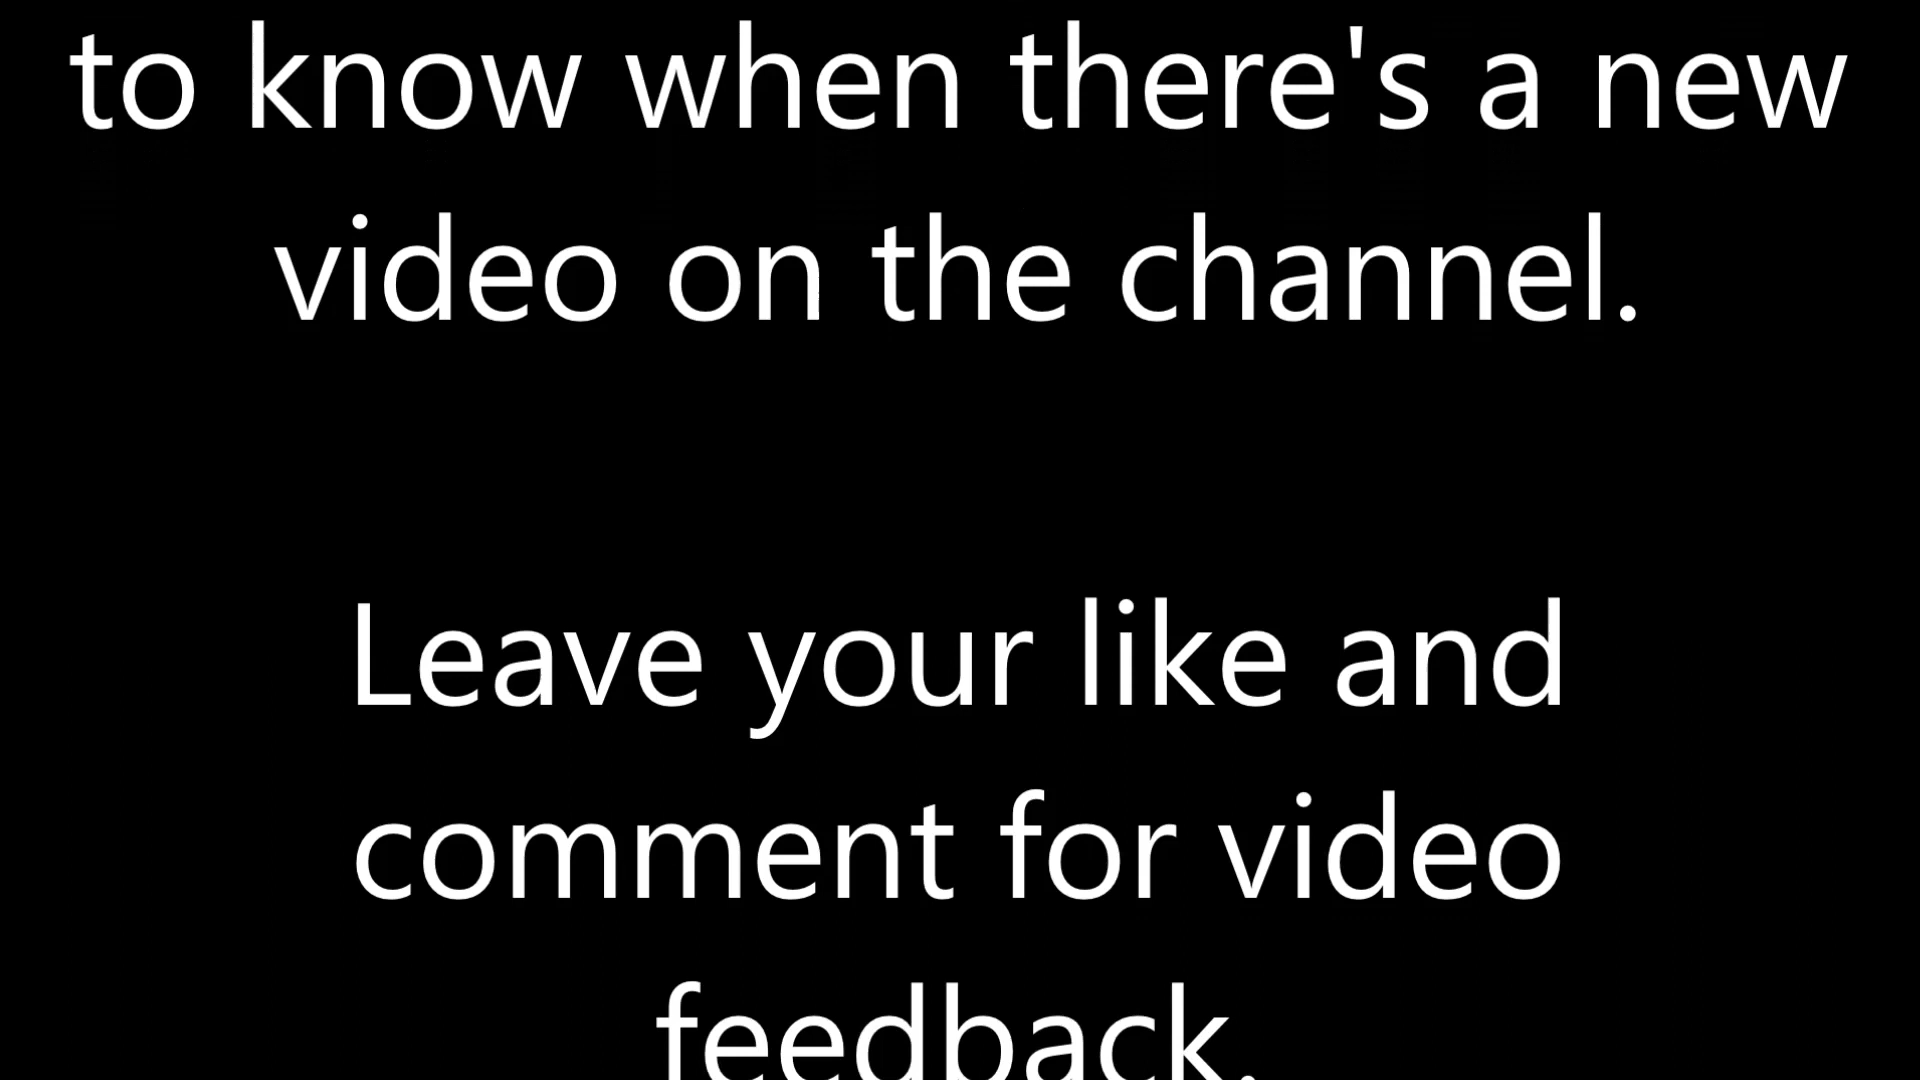 to know when there's a new
video on the channel.
Leave your like and
comment for video
feedback.